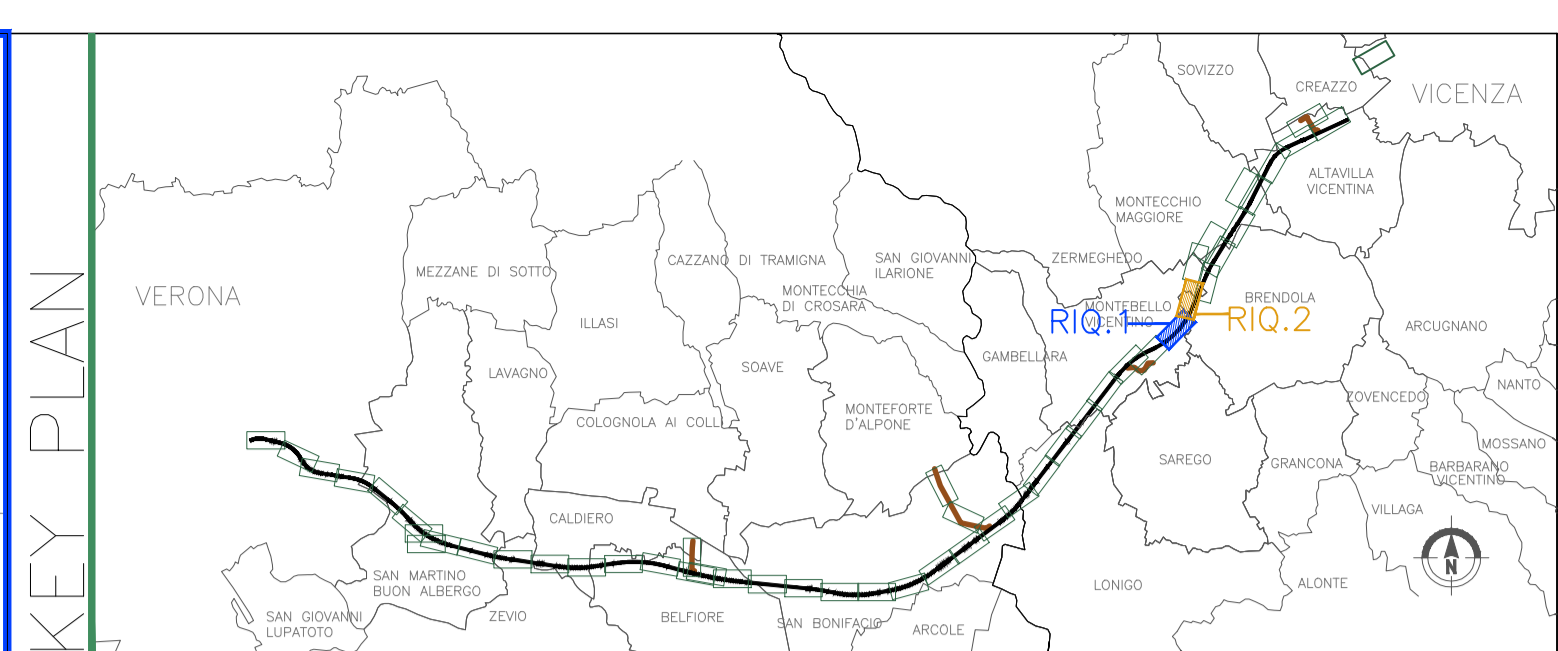 KEY PLAN
SOVIZZO
CREAZZO
VICENZA
ALTAVILLA
VICENTINA
MONTECCHIO
MAGGIORE
ZERMEGHEDO
MEZZANE DI SOTTO
CAZZANO DI TRAMIGNA
SAN GIOVANNI
ILARIONE
VERONA
MONTECCHIA
DI CROSARA
MONTEBELLO
VICENTINO
BRENDOLA
RIQ.1
RIQ.2
ILLASI
ARCUGNANO
GAMBELLARA
SOAVE
LAVAGNO
NANTO
ZOVENCEDO
MONTEFORTE
D'ALPONE
COLOGNOLA AI COLL
MOSSANO
SAREGO
GRANCONA
BARBARANO
VICENTINO
VILLAGA
CALDIERO
N
SAN MARTINO
BUON ALBERGO
LONIGO
ALONTE
SAN GIOVANNI
LUPATOTO
ZEVIO
BELFIORE
SAN BONIFACIO
ARCOLE